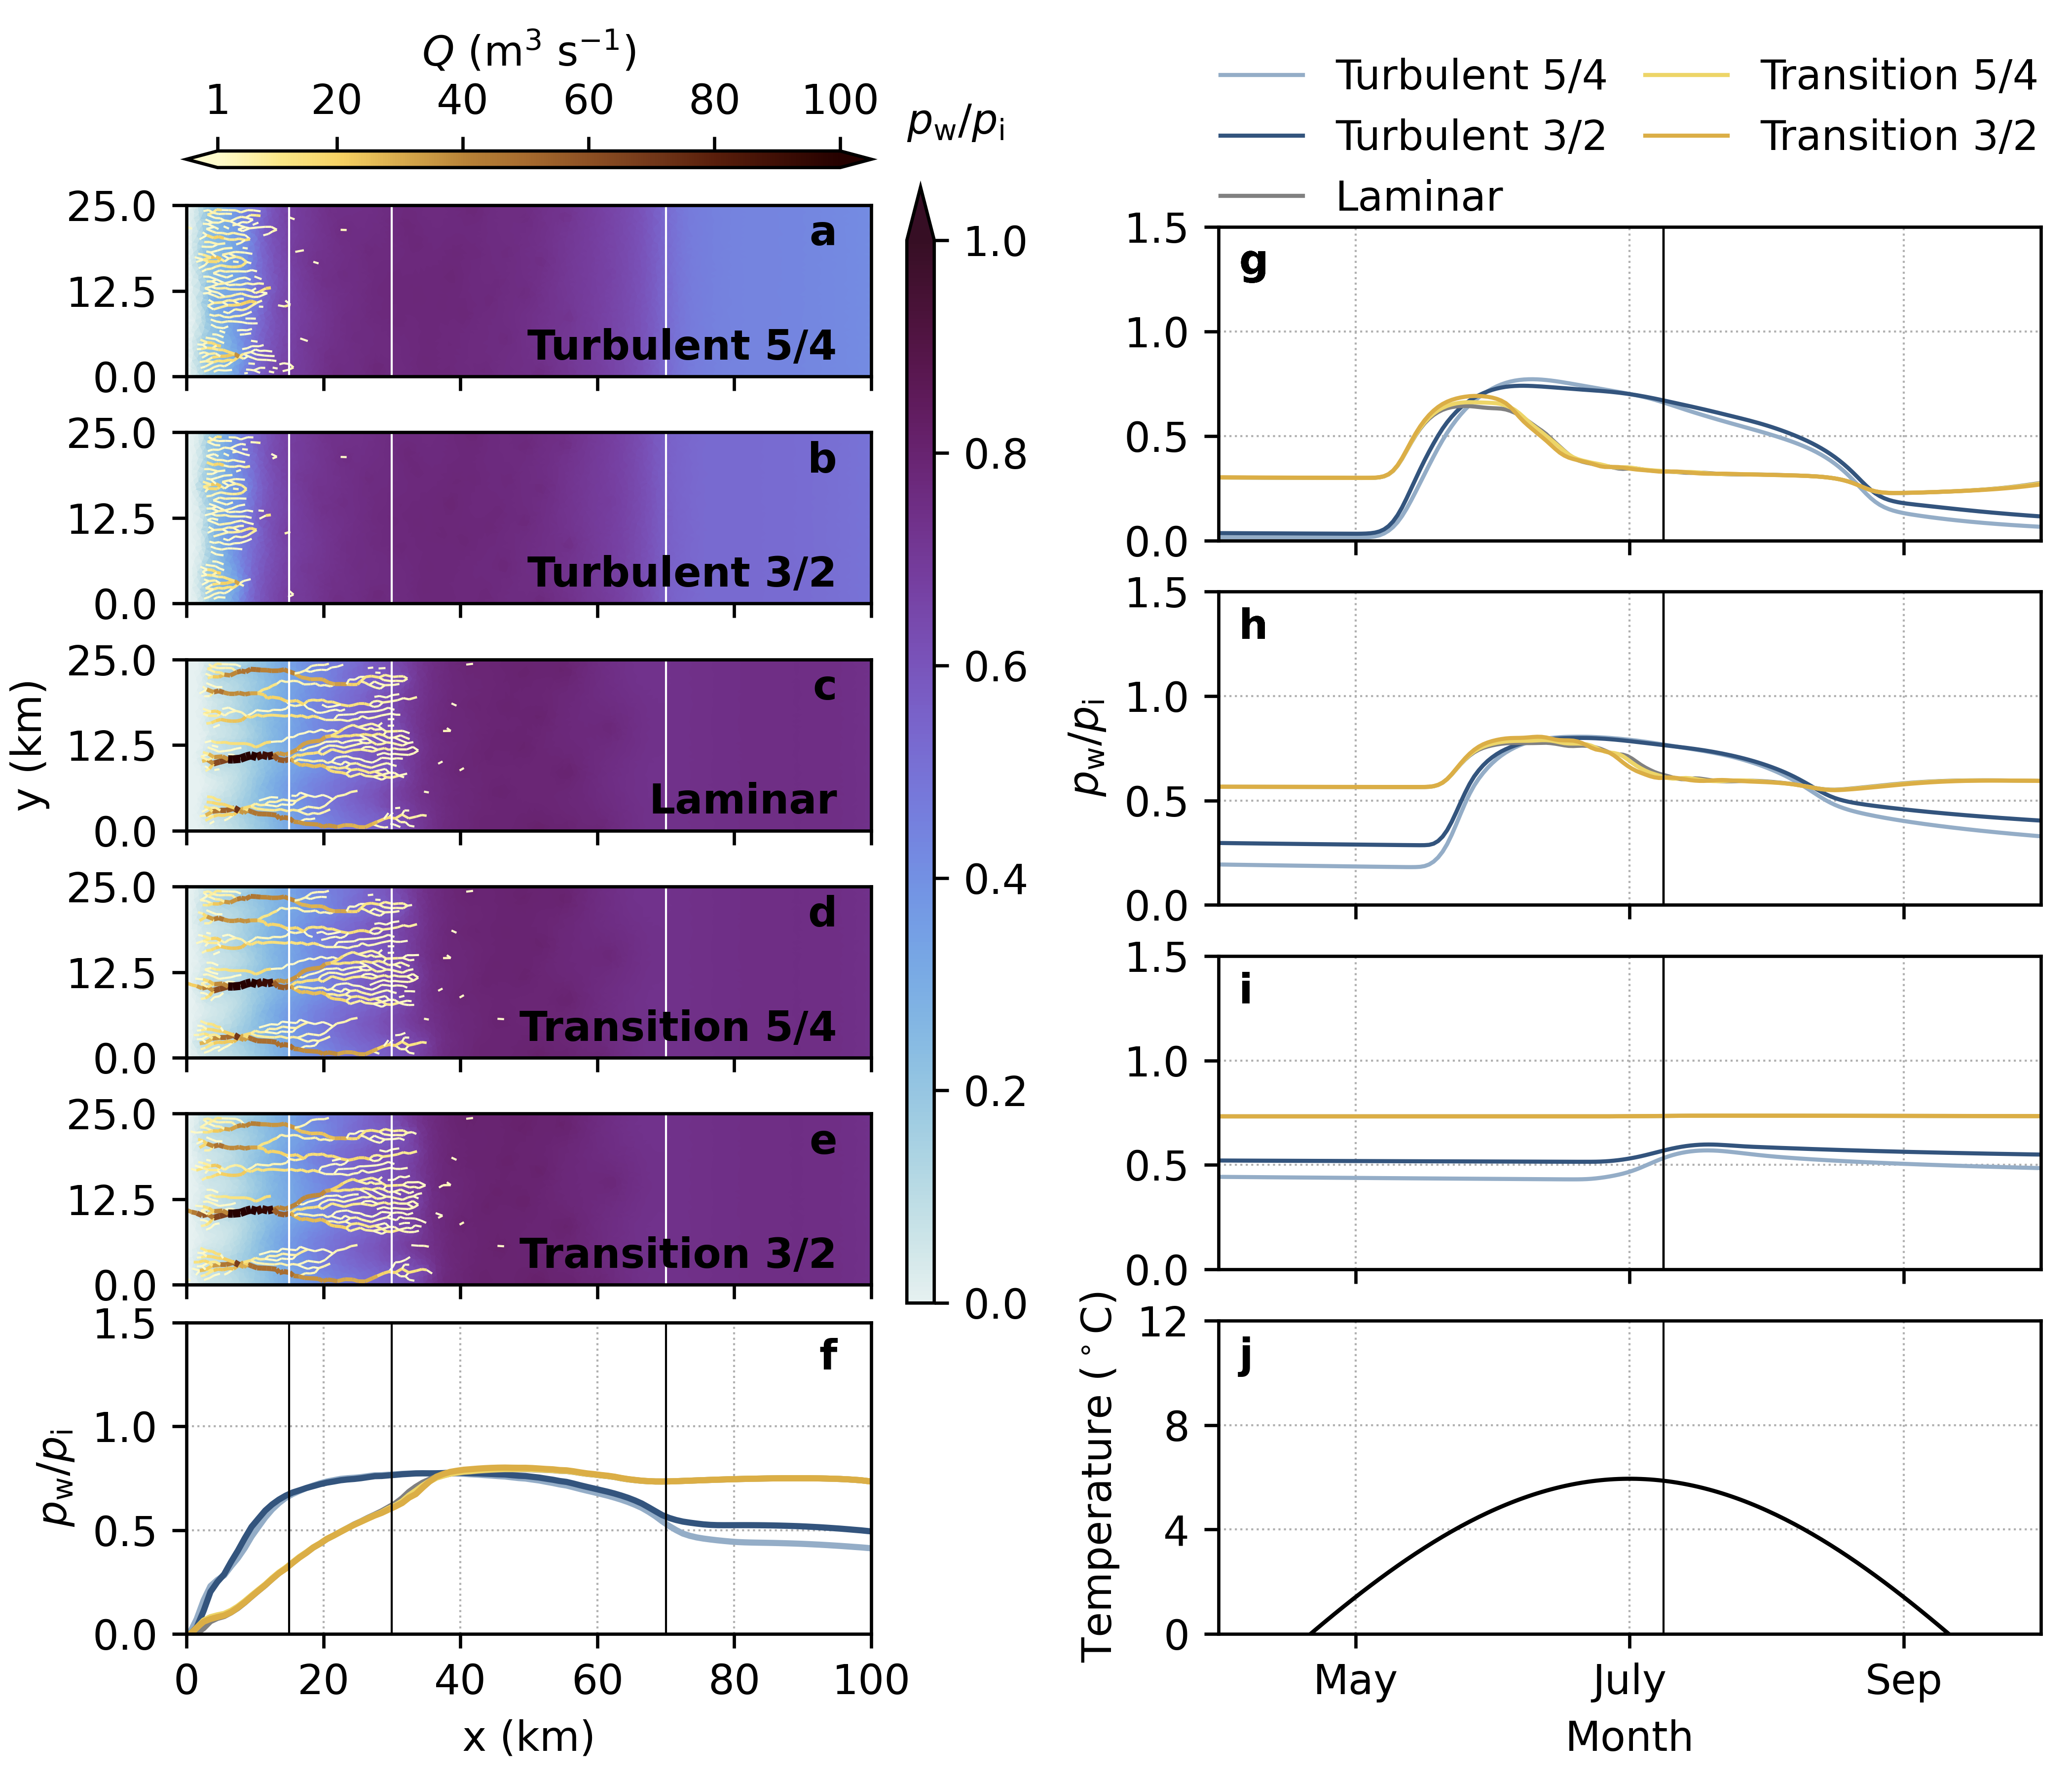 Q (m³ s⁻¹)
1 20 40 60 80 100
p_w/p_i
1.0
0.8
0.6
0.4
0.2
0.0
y (km)
25.0
12.5
0.0
a
Turbulent 5/4
25.0
12.5
0.0
b
Turbulent 3/2
25.0
12.5
0.0
c
Laminar
25.0
12.5
0.0
d
Transition 5/4
25.0
12.5
0.0
e
Transition 3/2
p_w/p_i
1.5
1.0
0.5
0.0
f
0 20 40 60 80 100
x (km)
Turbulent 5/4 Transition 5/4
Turbulent 3/2 Transition 3/2
Laminar
1.5
1.0
0.5
0.0
g
p_w/p_i
1.5
1.0
0.5
0.0
h
1.5
1.0
0.5
0.0
i
Temperature (°C)
12
8
4
0
j
May July Sep
Month